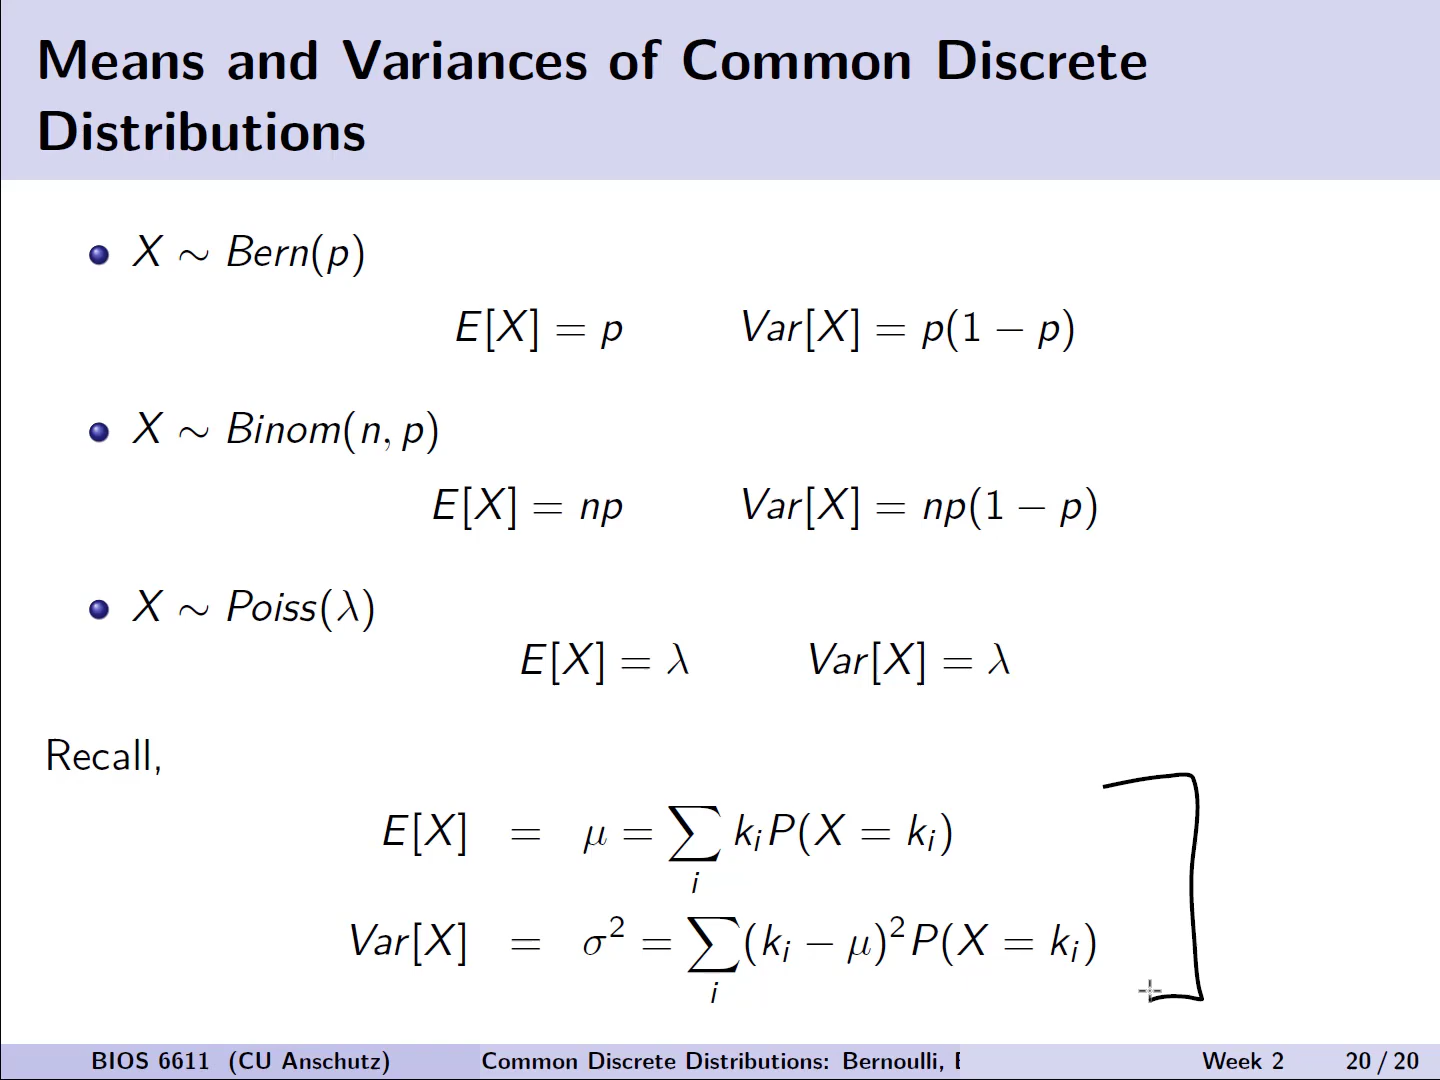 Means and Variances of Common Discrete
Distributions
X ∼ Bern(p)
E[X] = p Var[X] = p(1 − p)
X ∼ Binom(n, p)
E[X] = np Var[X] = np(1 − p)
X ∼ Poiss(λ)
E[X] = λ Var[X] = λ
Recall,
E[X] = μ = ∑_i k_i P(X = k_i)
Var[X] = σ² = ∑_i (k_i − μ)² P(X = k_i)
BIOS 6611 (CU Anschutz) Common Discrete Distributions: Bernoulli, Week 2 20 / 20